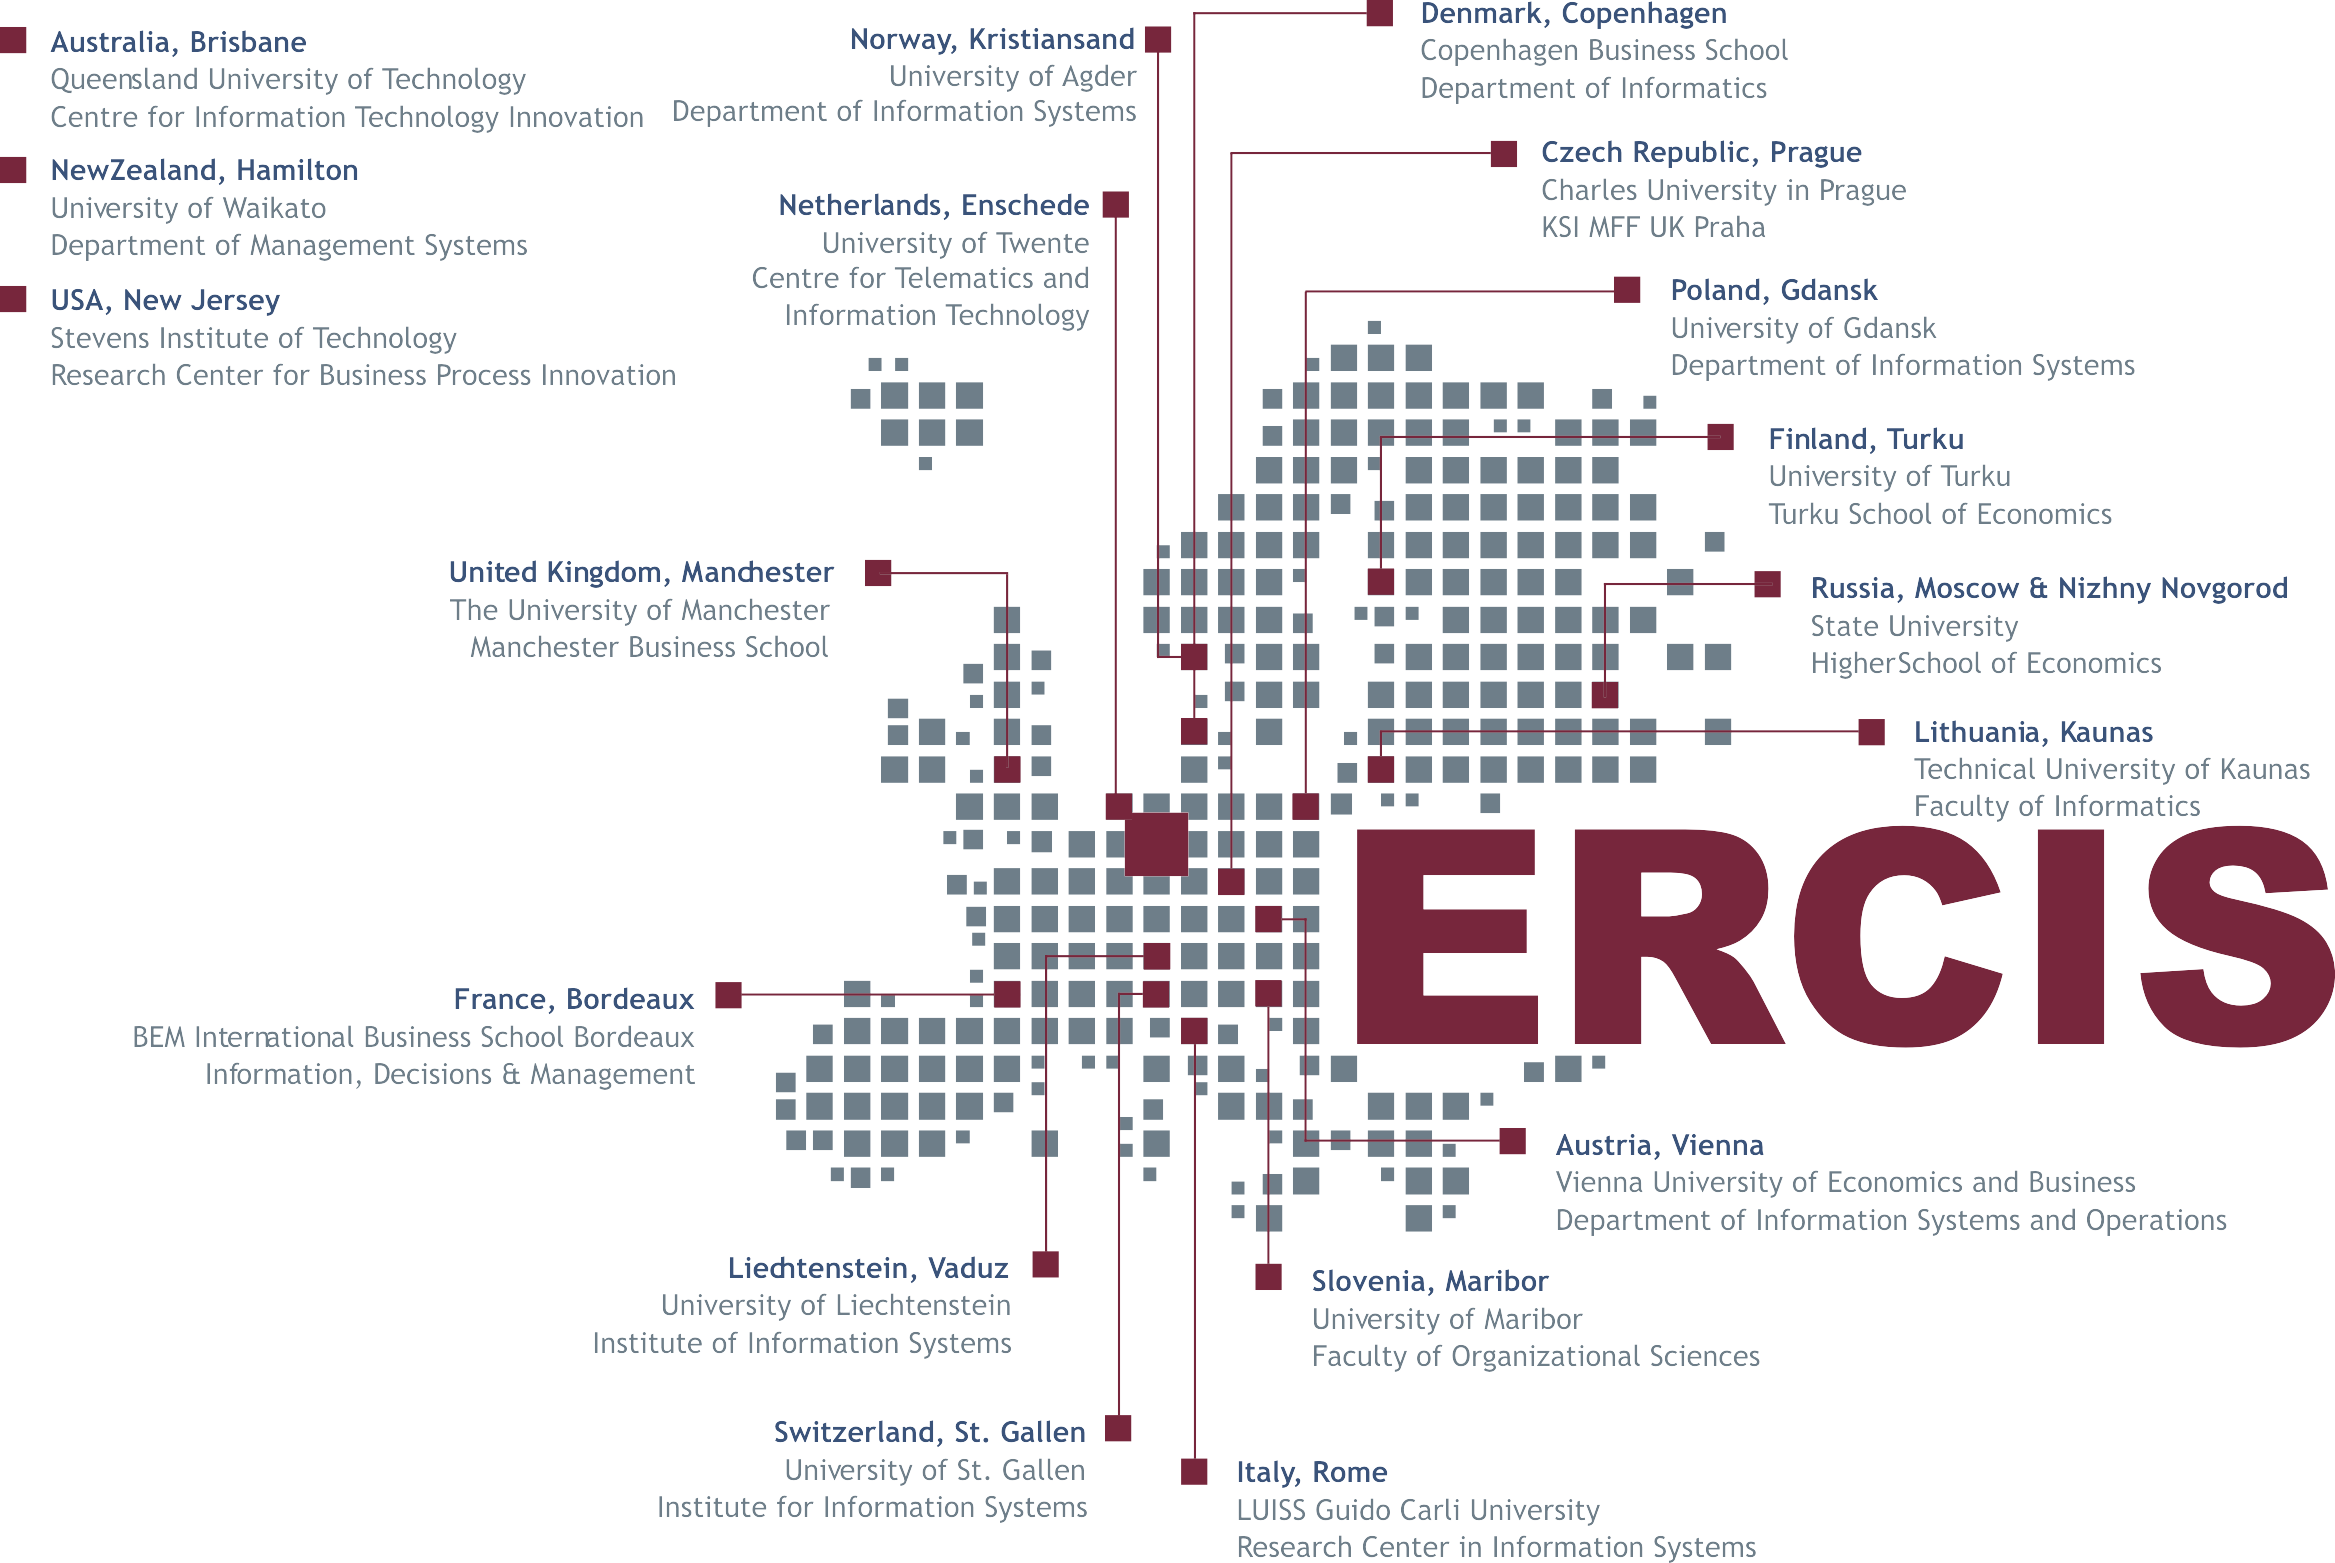 Australia, Brisbane
Queensland University of Technology
Centre for Information Technology Innovation
NewZealand, Hamilton
University of Waikato
Department of Management Systems
USA, New Jersey
Stevens Institute of Technology
Research Center for Business Process Innovation
Norway, Kristiansand
University of Agder
Department of Information Systems
Netherlands, Enschede
University of Twente
Centre for Telematics and
Information Technology
Denmark, Copenhagen
Copenhagen Business School
Department of Informatics
Czech Republic, Prague
Charles University in Prague
KSI MFF UK Praha
Poland, Gdansk
University of Gdansk
Department of Information Systems
Finland, Turku
University of Turku
Turku School of Economics
United Kingdom, Manchester
The University of Manchester
Manchester Business School
Russia, Moscow & Nizhny Novgorod
State University
HigherSchool of Economics
Lithuania, Kaunas
Technical University of Kaunas
Faculty of Informatics
ERCIS
France, Bordeaux
BEM International Business School Bordeaux
Information, Decisions & Management
Austria, Vienna
Vienna University of Economics and Business
Department of Information Systems and Operations
Liechtenstein, Vaduz
University of Liechtenstein
Institute of Information Systems
Slovenia, Maribor
University of Maribor
Faculty of Organizational Sciences
Switzerland, St. Gallen
University of St. Gallen
Institute for Information Systems
Italy, Rome
LUISS Guido Carli University
Research Center in Information Systems